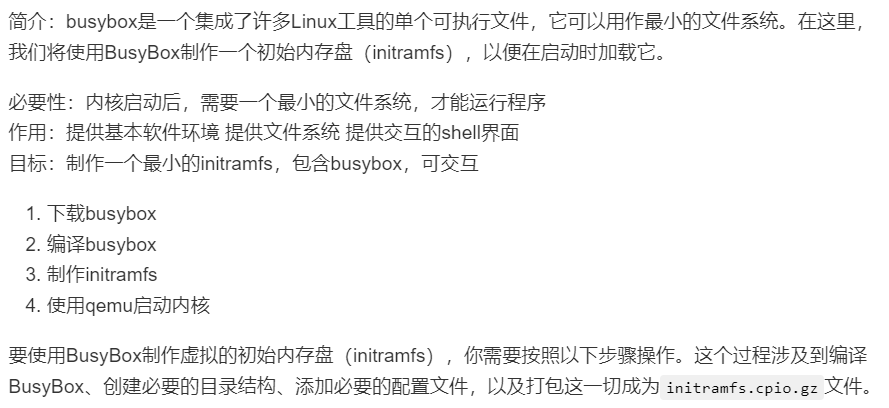 简介：busybox是一个集成了许多Linux工具的单个可执行文件，它可以用作最小的文件系统。在这里，
我们将使用BusyBox制作一个初始内存盘（initramfs），以便在启动时加载它。
必要性：内核启动后，需要一个最小的文件系统，才能运行程序
作用：提供基本软件环境 提供文件系统 提供交互的shell界面
目标：制作一个最小的initramfs，包含busybox，可交互
1. 下载busybox
2. 编译busybox
3. 制作initramfs
4. 使用qemu启动内核
要使用BusyBox制作虚拟的初始内存盘（initramfs），你需要按照以下步骤操作。这个过程涉及到编译
BusyBox、创建必要的目录结构、添加必要的配置文件，以及打包这一切成为initramfs.cpio.gz文件。